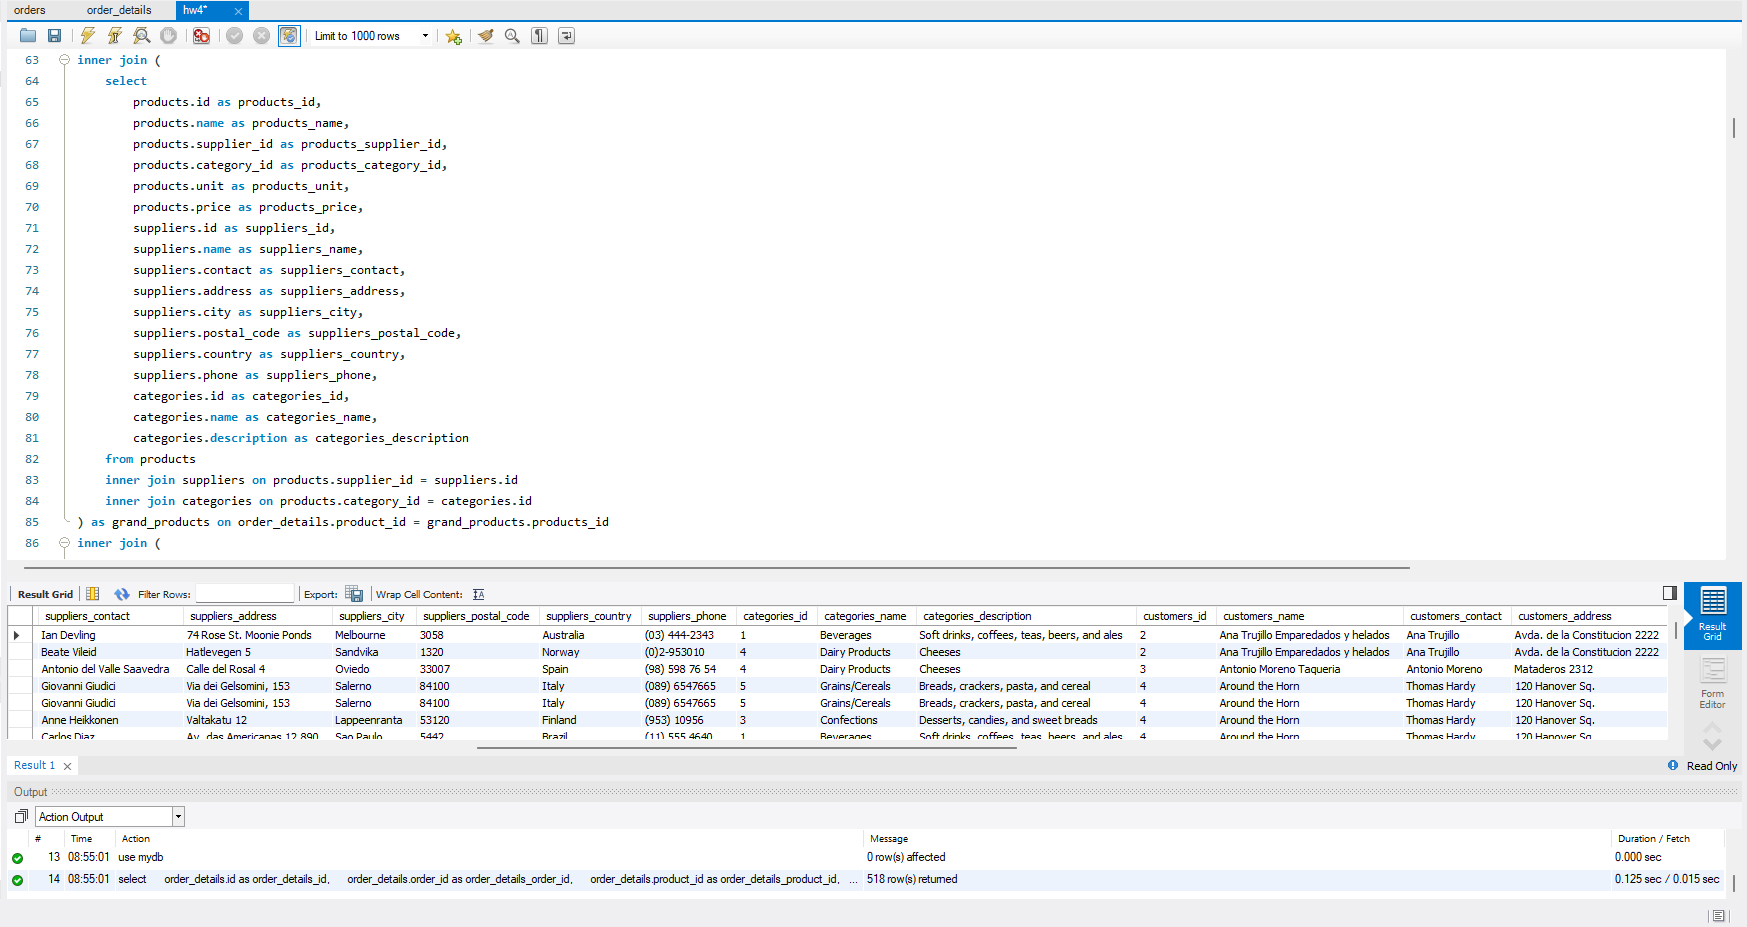 orders order_details hw4*
Limit to 1000 rows
63 inner join (
64 select
65 products.id as products_id,
66 products.name as products_name,
67 products.supplier_id as products_supplier_id,
68 products.category_id as products_category_id,
69 products.unit as products_unit,
70 products.price as products_price,
71 suppliers.id as suppliers_id,
72 suppliers.name as suppliers_name,
73 suppliers.contact as suppliers_contact,
74 suppliers.address as suppliers_address,
75 suppliers.city as suppliers_city,
76 suppliers.postal_code as suppliers_postal_code,
77 suppliers.country as suppliers_country,
78 suppliers.phone as suppliers_phone,
79 categories.id as categories_id,
80 categories.name as categories_name,
81 categories.description as categories_description
82 from products
83 inner join suppliers on products.supplier_id = suppliers.id
84 inner join categories on products.category_id = categories.id
85 ) as grand_products on order_details.product_id = grand_products.products_id
86 inner join (
Result Grid Filter Rows: Export: Wrap Cell Content:
suppliers_contact suppliers_address suppliers_city suppliers_postal_code suppliers_country suppliers_phone categories_id categories_name categories_description customers_id customers_name customers_contact customers_address
Ian Devling 74 Rose St. Moonie Ponds Melbourne 3058 Australia (03) 444-2343 1 Beverages Soft drinks, coffees, teas, beers, and ales 2 Ana Trujillo Emparedados y helados Ana Trujillo Avda. de la Constitucion 2222
Beate Vileid Hatlevegen 5 Sandvika 1320 Norway (0)2-953010 4 Dairy Products Cheeses 2 Ana Trujillo Emparedados y helados Ana Trujillo Avda. de la Constitucion 2222
Antonio del Valle Saavedra Calle del Rosal 4 Oviedo 33007 Spain (98) 598 76 54 4 Dairy Products Cheeses 3 Antonio Moreno Taqueria Antonio Moreno Mataderos 2312
Giovanni Giudici Via dei Gelsomini, 153 Salerno 84100 Italy (089) 6547665 5 Grains/Cereals Breads, crackers, pasta, and cereal 4 Around the Horn Thomas Hardy 120 Hanover Sq.
Giovanni Giudici Via dei Gelsomini, 153 Salerno 84100 Italy (089) 6547665 5 Grains/Cereals Breads, crackers, pasta, and cereal 4 Around the Horn Thomas Hardy 120 Hanover Sq.
Anne Heikkonen Valtakatu 12 Lappeenranta 53120 Finland (953) 10956 3 Confections Desserts, candies, and sweet breads 4 Around the Horn Thomas Hardy 120 Hanover Sq.
Carlos Diaz Av. das Americanas 12.890 Sao Paulo 5442 Brazil (11) 555 4640 1 Beverages Soft drinks, coffees, teas, beers, and ales 4 Around the Horn Thomas Hardy 120 Hanover Sq.
Result
Grid
Form
Editor
Result 1 Read Only
Output
Action Output
# Time Action Message Duration / Fetch
13 08:55:01 use mydb 0 row(s) affected 0.000 sec
14 08:55:01 select order_details.id as order_details_id, order_details.order_id as order_details_order_id, order_details.product_id as order_details_product_id, ... 518 row(s) returned 0.125 sec / 0.015 sec